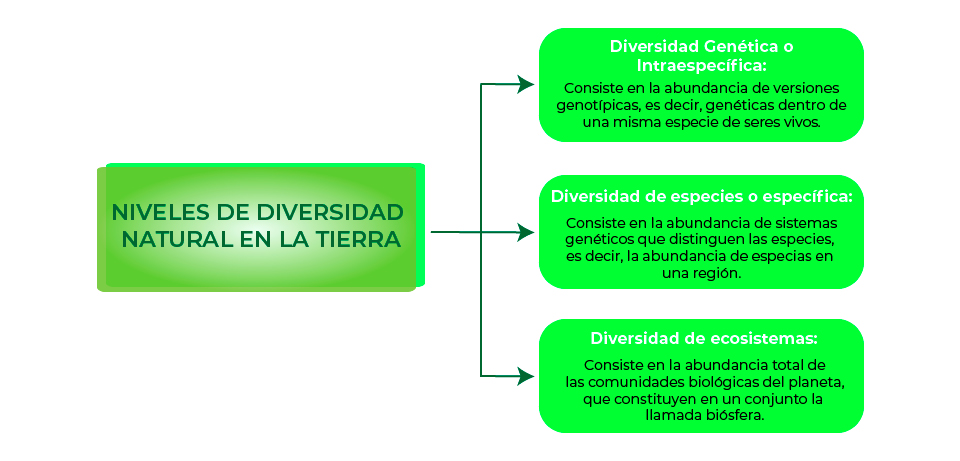 NIVELES DE DIVERSIDAD
NATURAL EN LA TIERRA
Diversidad Genética o
Intraespecífica:
Consiste en la abundancia de versiones
genotípicas, es decir, genéticas dentro de
una misma especie de seres vivos.
Diversidad de especies o específica:
Consiste en la abundancia de sistemas
genéticos que distinguen las especies,
es decir, la abundancia de especias en
una región.
Diversidad de ecosistemas:
Consiste en la abundancia total de
las comunidades biológicas del planeta,
que constituyen en un conjunto la
llamada biósfera.